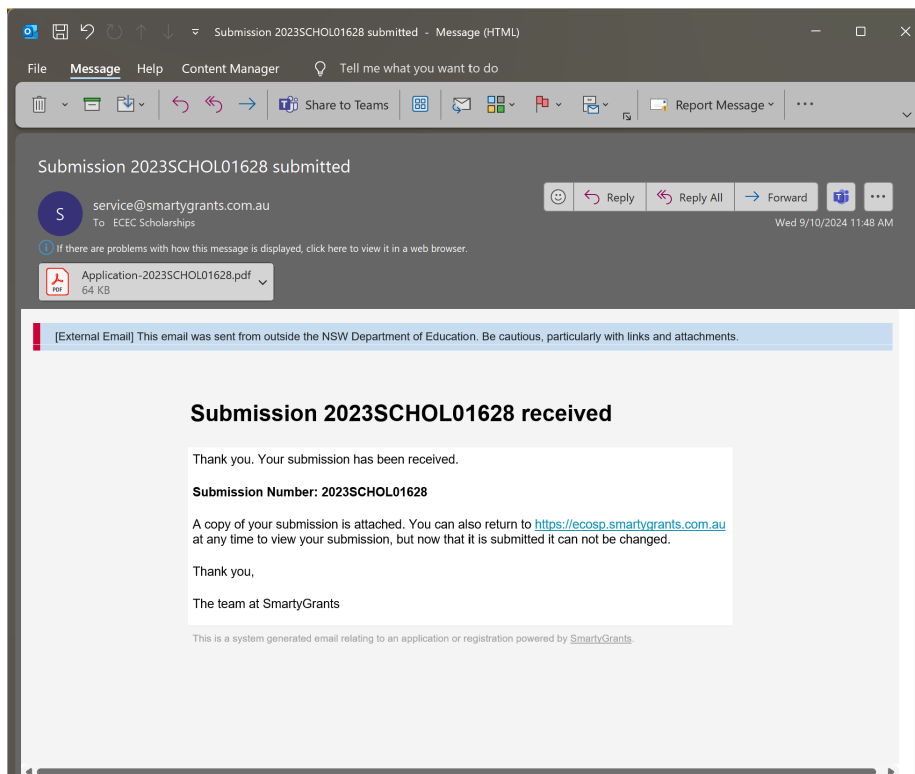 Submission 2023SCHOL01628 submitted - Message (HTML)
File Message Help Content Manager Tell me what you want to do
Share to Teams Report Message
Submission 2023SCHOL01628 submitted
S
service@smartygrants.com.au
To ECEC Scholarships
Reply Reply All Forward
Wed 9/10/2024 11:48 AM
If there are problems with how this message is displayed, click here to view it in a web browser.
PDF
Application-2023SCHOL01628.pdf
64 KB
[External Email] This email was sent from outside the NSW Department of Education. Be cautious, particularly with links and attachments.
Submission 2023SCHOL01628 received
Thank you. Your submission has been received.
Submission Number: 2023SCHOL01628
A copy of your submission is attached. You can also return to https://ecosp.smartygrants.com.au
at any time to view your submission, but now that it is submitted it can not be changed.
Thank you,
The team at SmartyGrants
This is a system generated email relating to an application or registration powered by SmartyGrants.